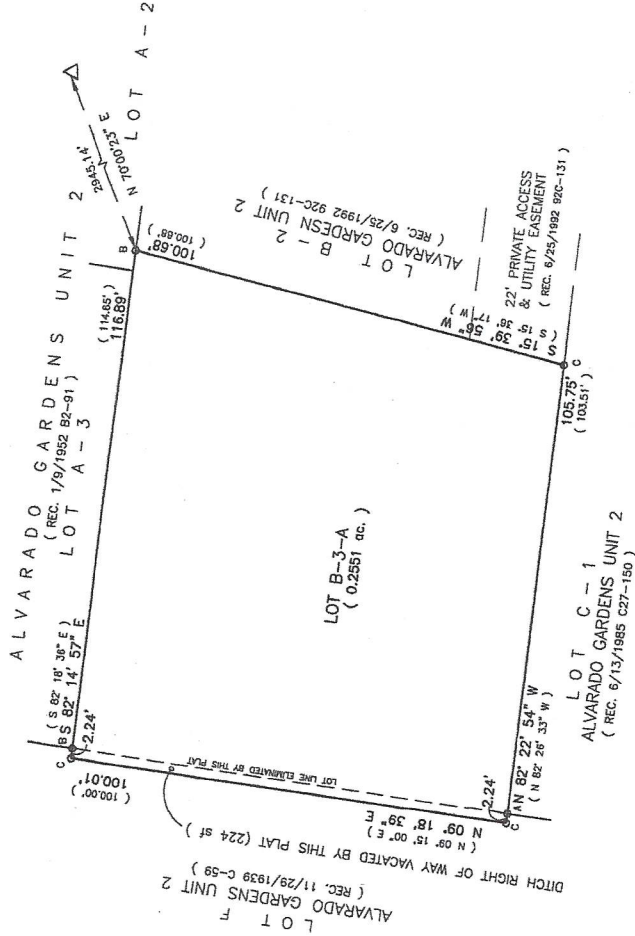 ALVARADO GARDENS UNIT 2
( REC. 1/9/1952 B2-91 )
LOT A-3
LOT A-2
2945.14'
N 70°00'23" E
( S 82° 18' 36" E )
S 82° 14' 57" E
( 114.65' )
116.89'
B
B
C
2.24'
100.68'
( 100.68' )
LOT B-2
ALVARADO GARDESN UNIT 2
( REC. 6/25/1992 92C-131 )
S 15° 39' 56" W
( S 15° 36' 17" W )
22' PRIVATE ACCESS
& UTILITY EASEMENT
( REC. 6/25/1992 92C-131 )
C
105.75'
( 103.51' )
LOT B-3-A
( 0.2551 ac. )
LOT LINE ELIMINATED BY THIS PLAT
( 100.00' )
100.01'
N 09° 18' 39" E
( N 09° 15' 00" E )
2.24'
A
C
N 82° 22' 54" W
( N 82° 26' 33" W )
LOT C-1
ALVARADO GARDENS UNIT 2
( REC. 6/13/1985 C27-150 )
DITCH RIGHT OF WAY VACATED BY THIS PLAT (224 sf)
LOT F
ALVARADO GARDENS UNIT 2
( REC. 11/29/1939 C-59 )